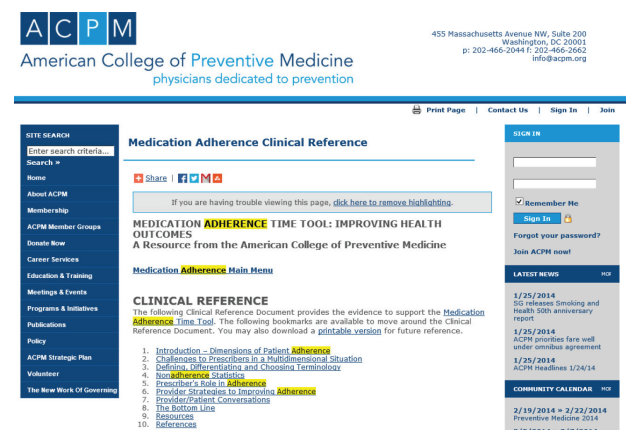 ACPM
American College of Preventive Medicine
physicians dedicated to prevention
455 Massachusetts Avenue NW, Suite 200
Washington, DC 20001
p: 202-466-2044 f: 202-466-2662
info@acpm.org
Print Page | Contact Us | Sign In | Join
SITE SEARCH
Enter search criteria...
Search »
Home
About ACPM
Membership
ACPM Member Groups
Donate Now
Career Services
Education & Training
Meetings & Events
Programs & Initiatives
Publications
Policy
ACPM Strategic Plan
Volunteer
The New Work Of Governing
Medication Adherence Clinical Reference
Share |
If you are having trouble viewing this page, click here to remove highlighting.
MEDICATION ADHERENCE TIME TOOL: IMPROVING HEALTH
OUTCOMES
A Resource from the American College of Preventive Medicine
Medication Adherence Main Menu
CLINICAL REFERENCE
The following Clinical Reference Document provides the evidence to support the Medication
Adherence Time Tool. The following bookmarks are available to move around the Clinical
Reference Document. You may also download a printable version for future reference.
1. Introduction – Dimensions of Patient Adherence
2. Challenges to Prescribers in a Multidimensional Situation
3. Defining, Differentiating and Choosing Terminology
4. Nonadherence Statistics
5. Prescriber's Role in Adherence
6. Provider Strategies to Improving Adherence
7. Provider/Patient Conversations
8. The Bottom Line
9. Resources
10. References
SIGN IN
Remember Me
Sign In
Forgot your password?
Join ACPM now!
LATEST NEWS
1/25/2014
SG releases Smoking and
Health 50th anniversary
report
1/25/2014
ACPM priorities fare well
under omnibus agreement
1/25/2014
ACPM Headlines 1/24/14
COMMUNITY CALENDAR
2/19/2014 » 2/22/2014
Preventive Medicine 2014